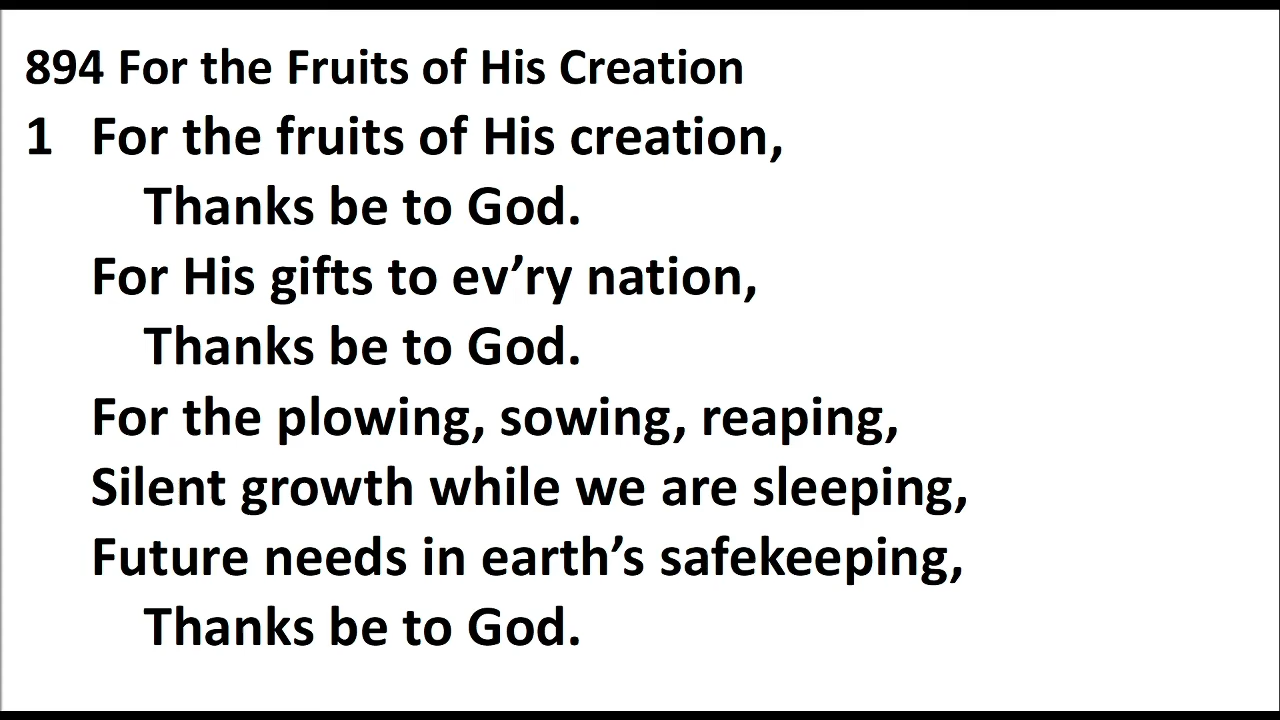 894 For the Fruits of His Creation
1 For the fruits of His creation,
Thanks be to God.
For His gifts to ev’ry nation,
Thanks be to God.
For the plowing, sowing, reaping,
Silent growth while we are sleeping,
Future needs in earth’s safekeeping,
Thanks be to God.